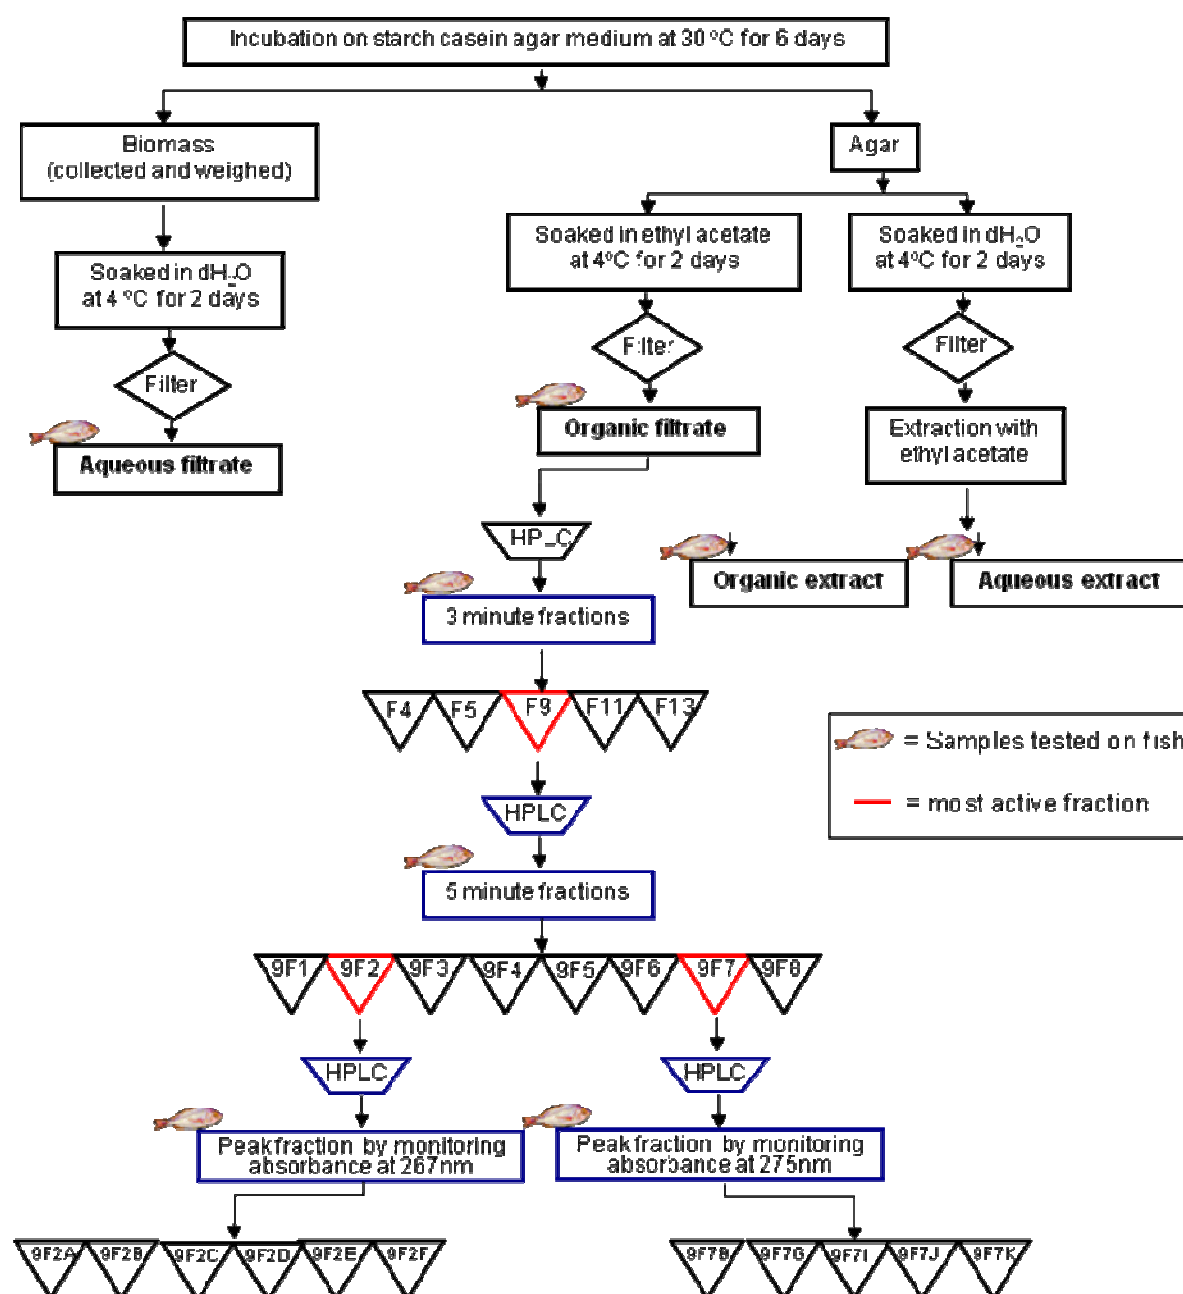 Incubation on starch casein agar medium at 30 ºC for 6 days
Biomass
(collected and weighed)
Agar
Soaked in ethyl acetate
at 4ºC for 2 days
Soaked in dH2O
at 4ºC for 2 days
Soaked in dH2O
at 4 ºC for 2 days
Filter
Filter
Filter
Organic filtrate
Extraction with
ethyl acetate
Aqueous filtrate
HPLC
Organic extract
Aqueous extract
3 minute fractions
F4
F5
F9
F11
F13
= Samples tested on fish
= most active fraction
HPLC
5 minute fractions
9F1
9F2
9F3
9F4
9F5
9F6
9F7
9F8
HPLC
HPLC
Peak fraction by monitoring
absorbance at 267nm
Peak fraction by monitoring
absorbance at 275nm
9F2A
9F2B
9F2C
9F2D
9F2E
9F2F
9F7B
9F7G
9F7I
9F7J
9F7K